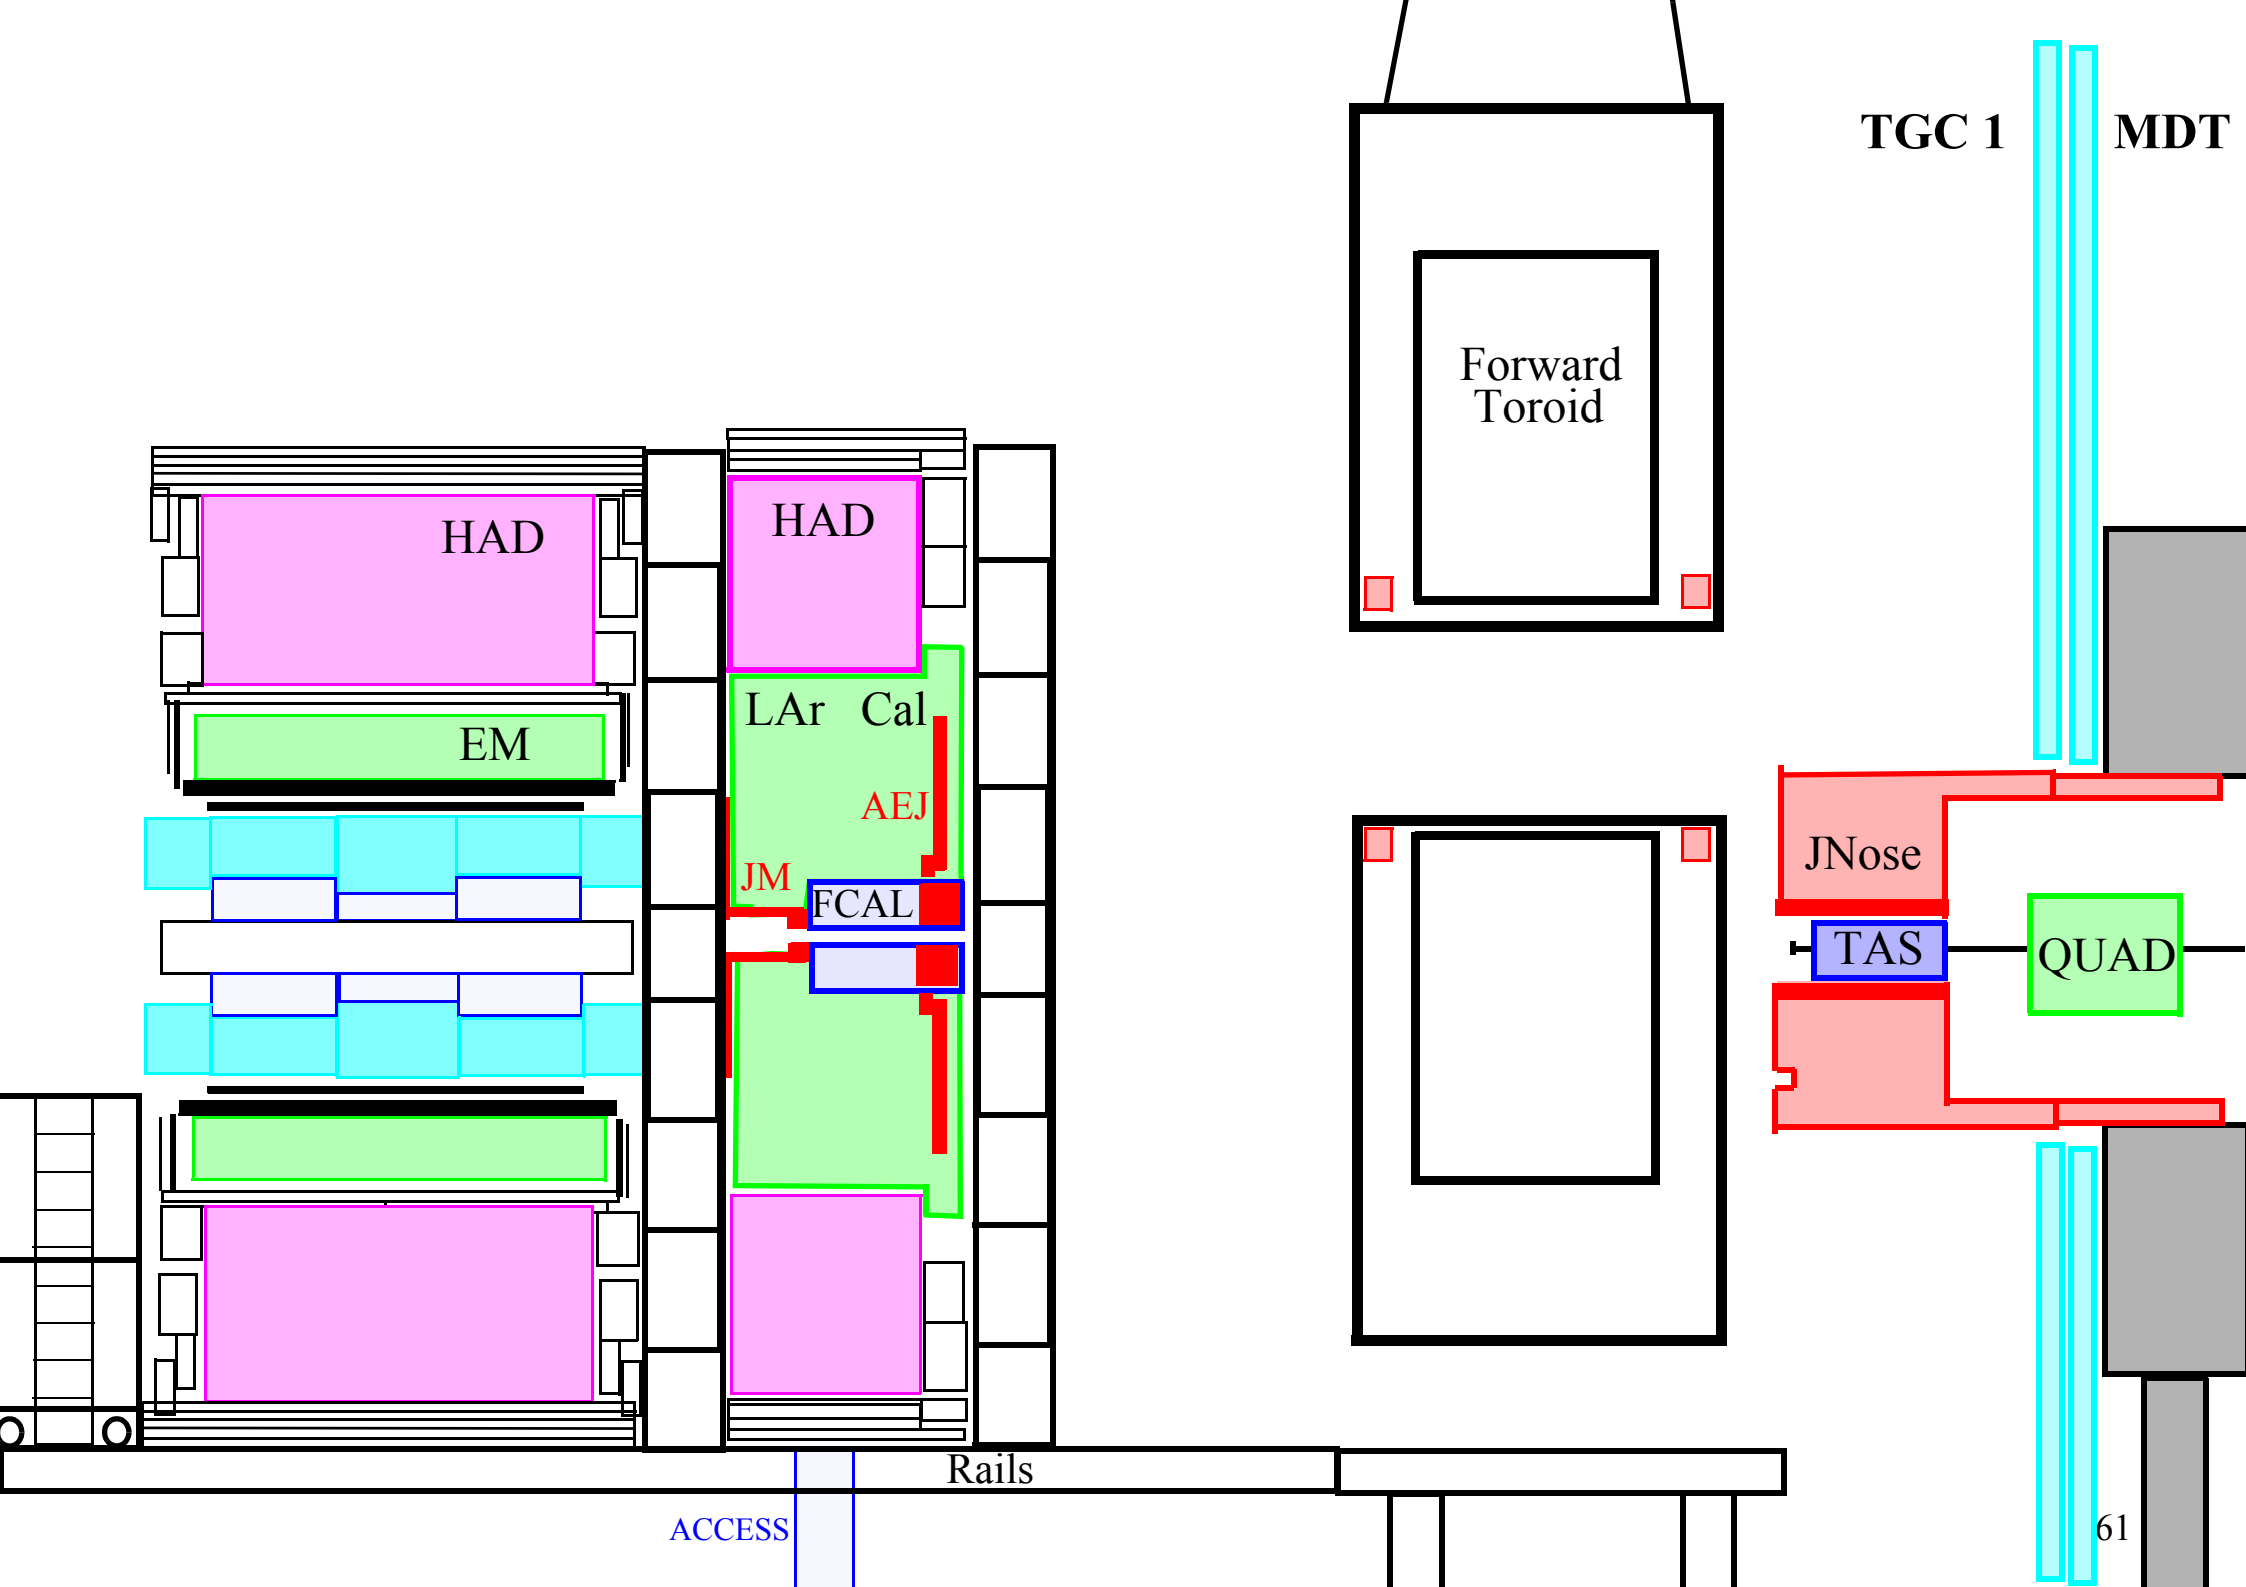 TGC 1
MDT
Forward
Toroid
HAD
HAD
LAr Cal
EM
AEJ
JM
FCAL
JNose
TAS
QUAD
Rails
ACCESS
61